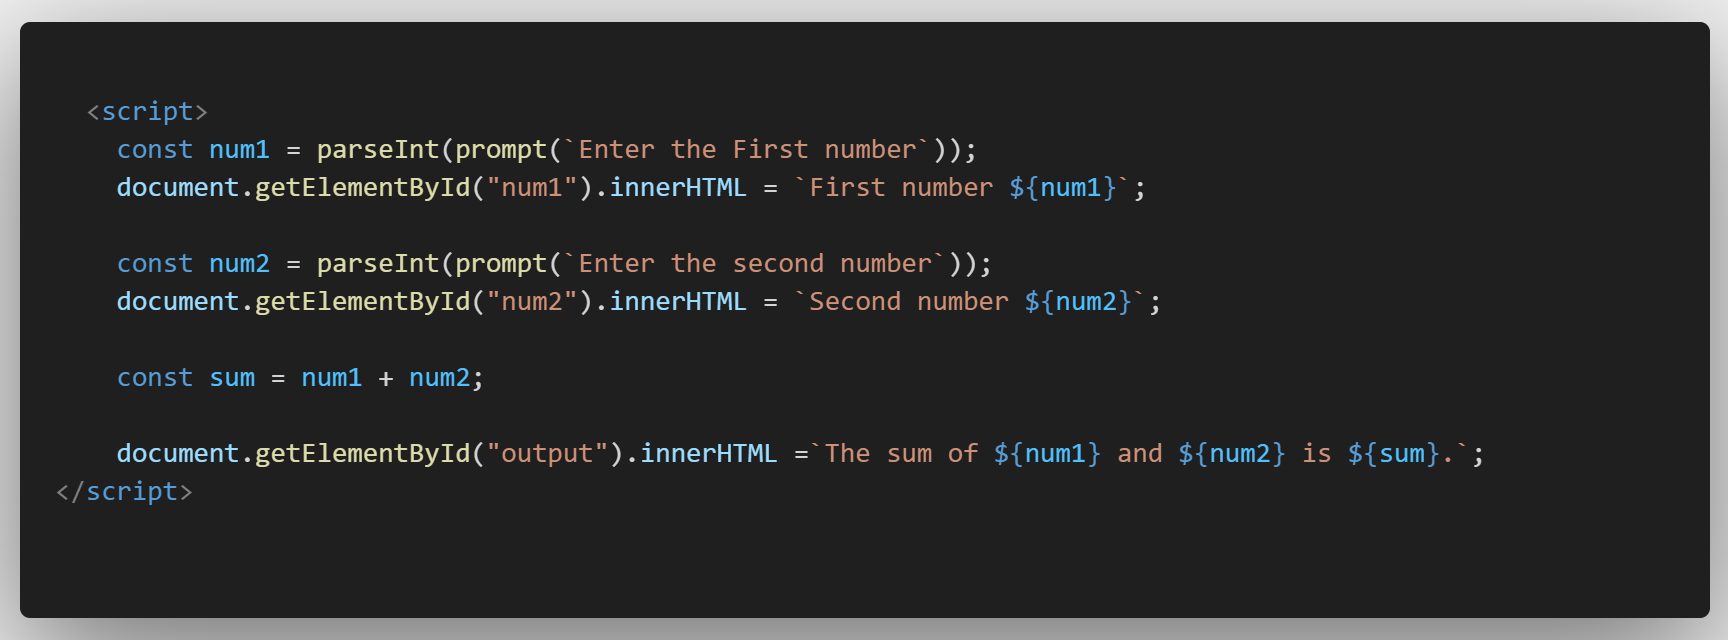 <script>
const num1 = parseInt(prompt(`Enter the First number`));
document.getElementById("num1").innerHTML = `First number ${num1}`;
const num2 = parseInt(prompt(`Enter the second number`));
document.getElementById("num2").innerHTML = `Second number ${num2}`;
const sum = num1 + num2;
document.getElementById("output").innerHTML =`The sum of ${num1} and ${num2} is ${sum}.`;
</script>